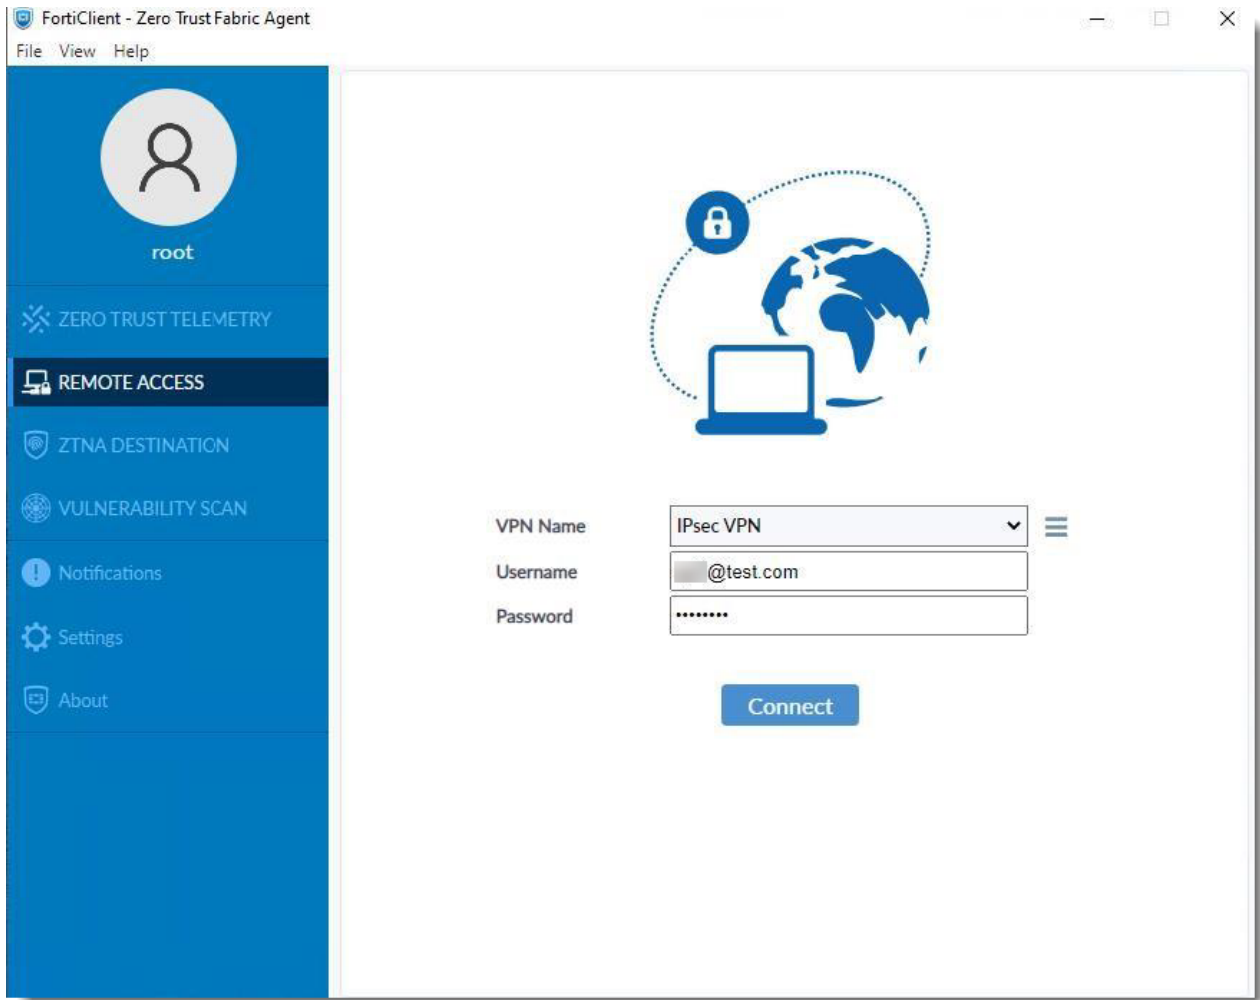 FortiClient - Zero Trust Fabric Agent
File View Help
root
ZERO TRUST TELEMETRY
REMOTE ACCESS
ZTNA DESTINATION
VULNERABILITY SCAN
Notifications
Settings
About
VPN Name IPsec VPN
Username @test.com
Password ••••••••
Connect